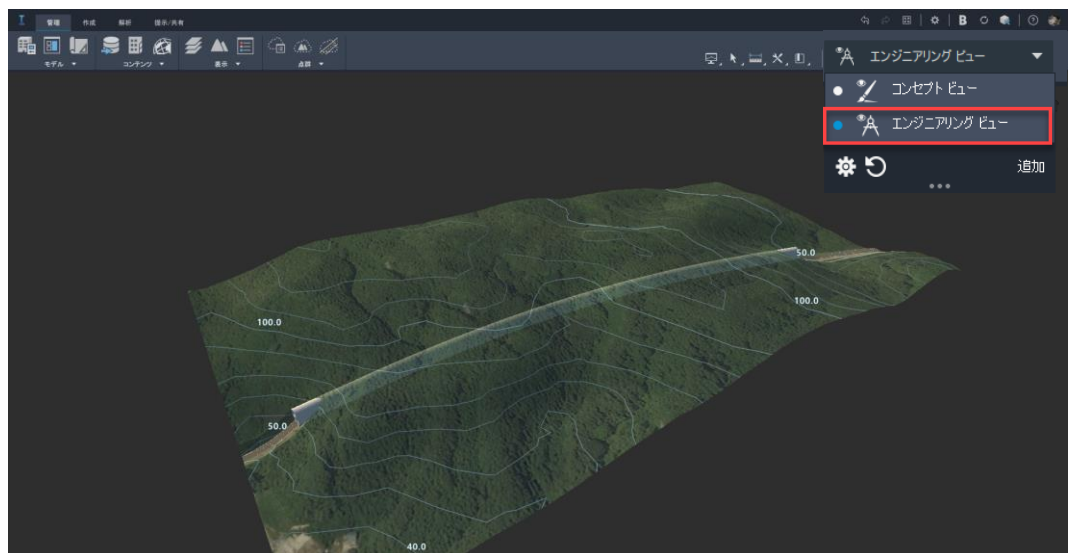 管理 作成 解析 提示/共有
モデル コンテンツ 表示 点群
B
エンジニアリング ビュー
コンセプト ビュー
エンジニアリング ビュー
追加
50.0
100.0
100.0
50.0
40.0